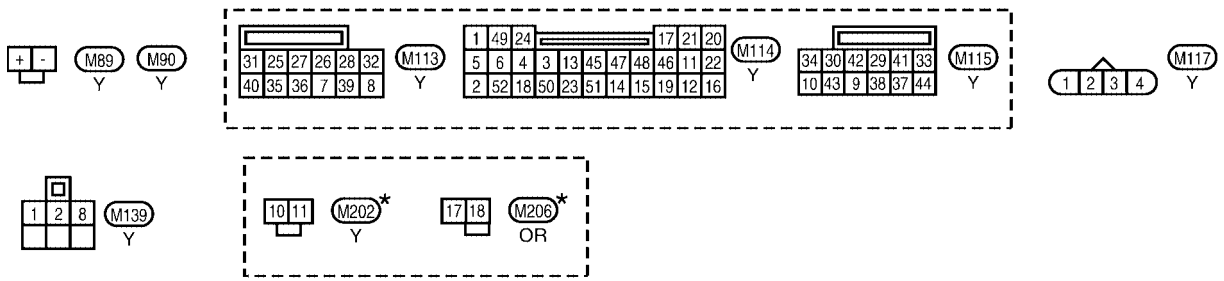 + - M89 Y M90 Y
31 25 27 26 28 32 M113
40 35 36 7 39 8 Y
1 49 24 17 21 20
5 6 4 3 13 45 47 48 46 11 22 M114
2 52 18 50 23 51 14 15 19 12 16 Y
34 30 42 29 41 33 M115
10 43 9 38 37 44 Y
1 2 3 4 M117
Y
1 2 8 M139
Y
10 11 M202*
Y
17 18 M206*
OR